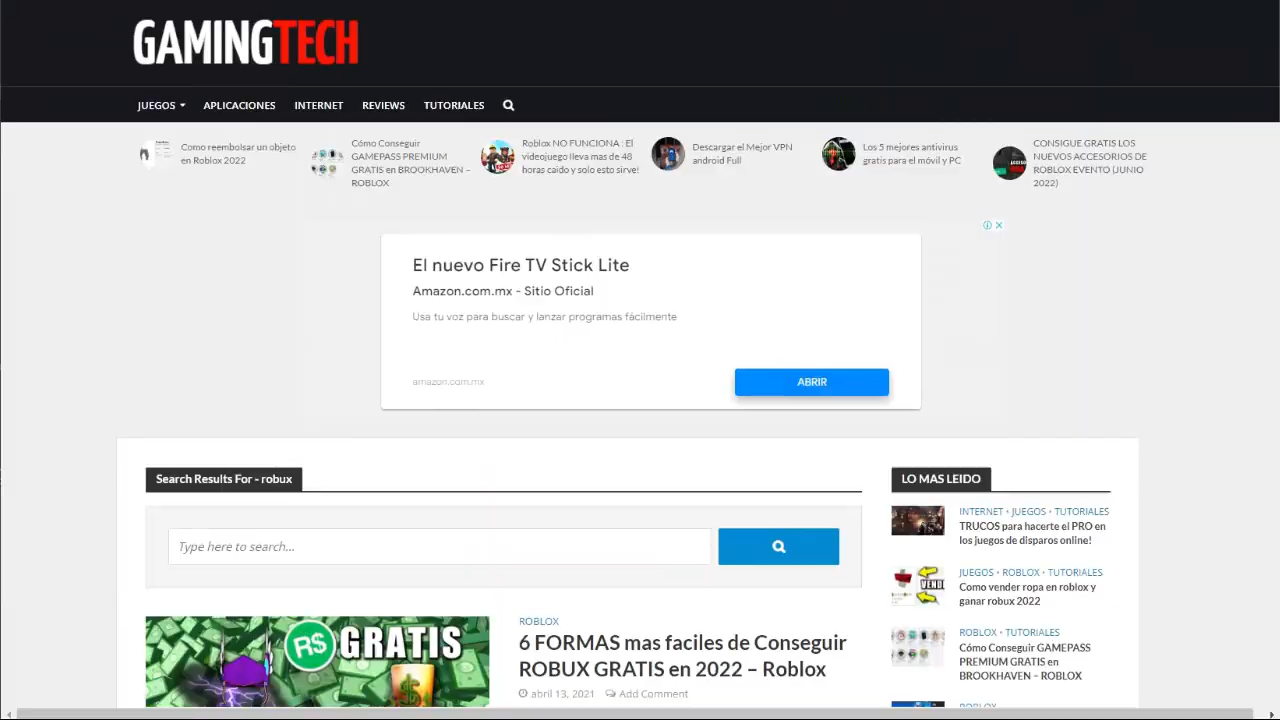 GAMINGTECH
JUEGOS APLICACIONES INTERNET REVIEWS TUTORIALES
Como reembolsar un objeto
en Roblox 2022
Cómo Conseguir
GAMEPASS PREMIUM
GRATIS en BROOKHAVEN –
ROBLOX
Roblox NO FUNCIONA : El
videojuego lleva mas de 48
horas caido y solo esto sirve!
Descargar el Mejor VPN
android Full
Los 5 mejores antivirus
gratis para el móvil y PC
CONSIGUE GRATIS LOS
NUEVOS ACCESORIOS DE
ROBLOX EVENTO (JUNIO
2022)
El nuevo Fire TV Stick Lite
Amazon.com.mx - Sitio Oficial
Usa tu voz para buscar y lanzar programas fácilmente
amazon.com.mx
ABRIR
Search Results For - robux
Type here to search...
R$ GRATIS
ROBLOX
6 FORMAS mas faciles de Conseguir
ROBUX GRATIS en 2022 – Roblox
abril 13, 2021 Add Comment
LO MAS LEIDO
INTERNET • JUEGOS • TUTORIALES
TRUCOS para hacerte el PRO en
los juegos de disparos online!
JUEGOS • ROBLOX • TUTORIALES
Como vender ropa en roblox y
ganar robux 2022
ROBLOX • TUTORIALES
Cómo Conseguir GAMEPASS
PREMIUM GRATIS en
BROOKHAVEN – ROBLOX